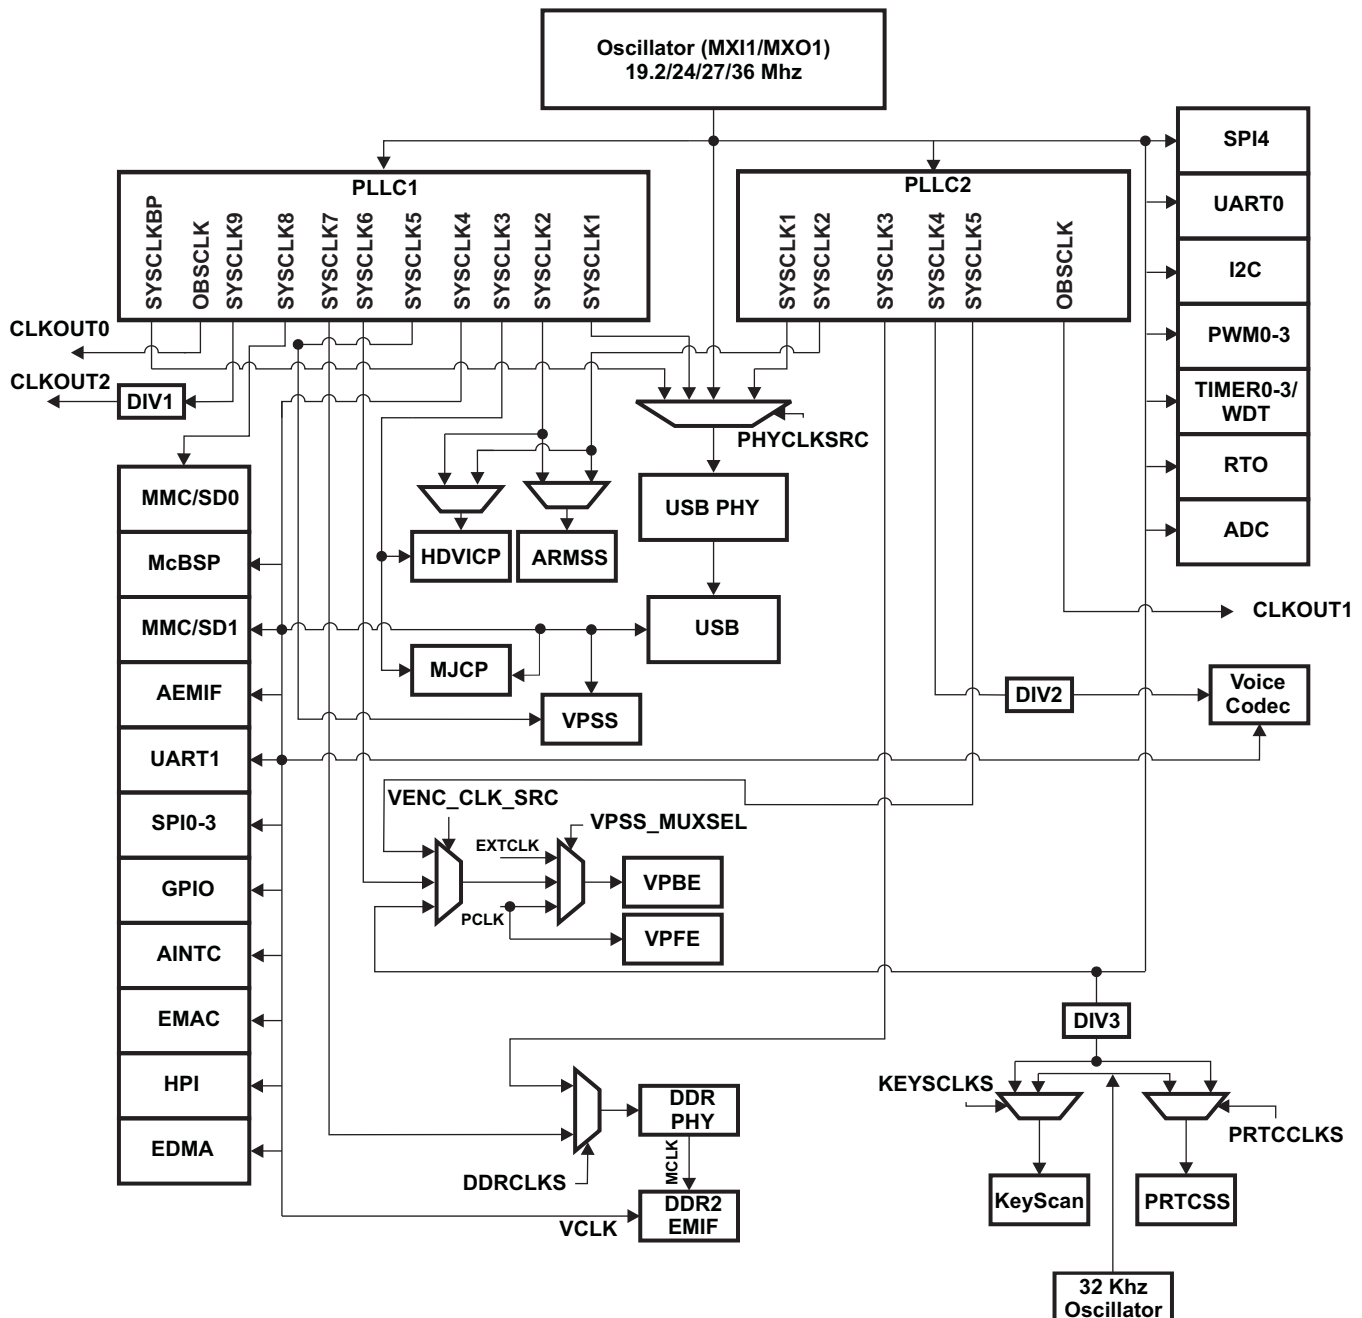 Oscillator (MXI1/MXO1)
19.2/24/27/36 Mhz
PLLC1
SYSCLKBP
OBSCLK
SYSCLK9
SYSCLK8
SYSCLK7
SYSCLK6
SYSCLK5
SYSCLK4
SYSCLK3
SYSCLK2
SYSCLK1
PLLC2
SYSCLK1
SYSCLK2
SYSCLK3
SYSCLK4
SYSCLK5
OBSCLK
SPI4
UART0
I2C
PWM0-3
TIMER0-3/
WDT
RTO
ADC
CLKOUT0
CLKOUT2
DIV1
PHYCLKSRC
MMC/SD0
McBSP
MMC/SD1
AEMIF
UART1
SPI0-3
GPIO
AINTC
EMAC
HPI
EDMA
HDVICP
ARMSS
USB PHY
USB
MJCP
VPSS
CLKOUT1
DIV2
Voice
Codec
VENC_CLK_SRC
VPSS_MUXSEL
EXTCLK
PCLK
VPBE
VPFE
DIV3
KEYSCLKS
PRTCCLKS
KeyScan
PRTCSS
32 Khz
Oscillator
DDR
PHY
MCLK
DDRCLKS
DDR2
EMIF
VCLK